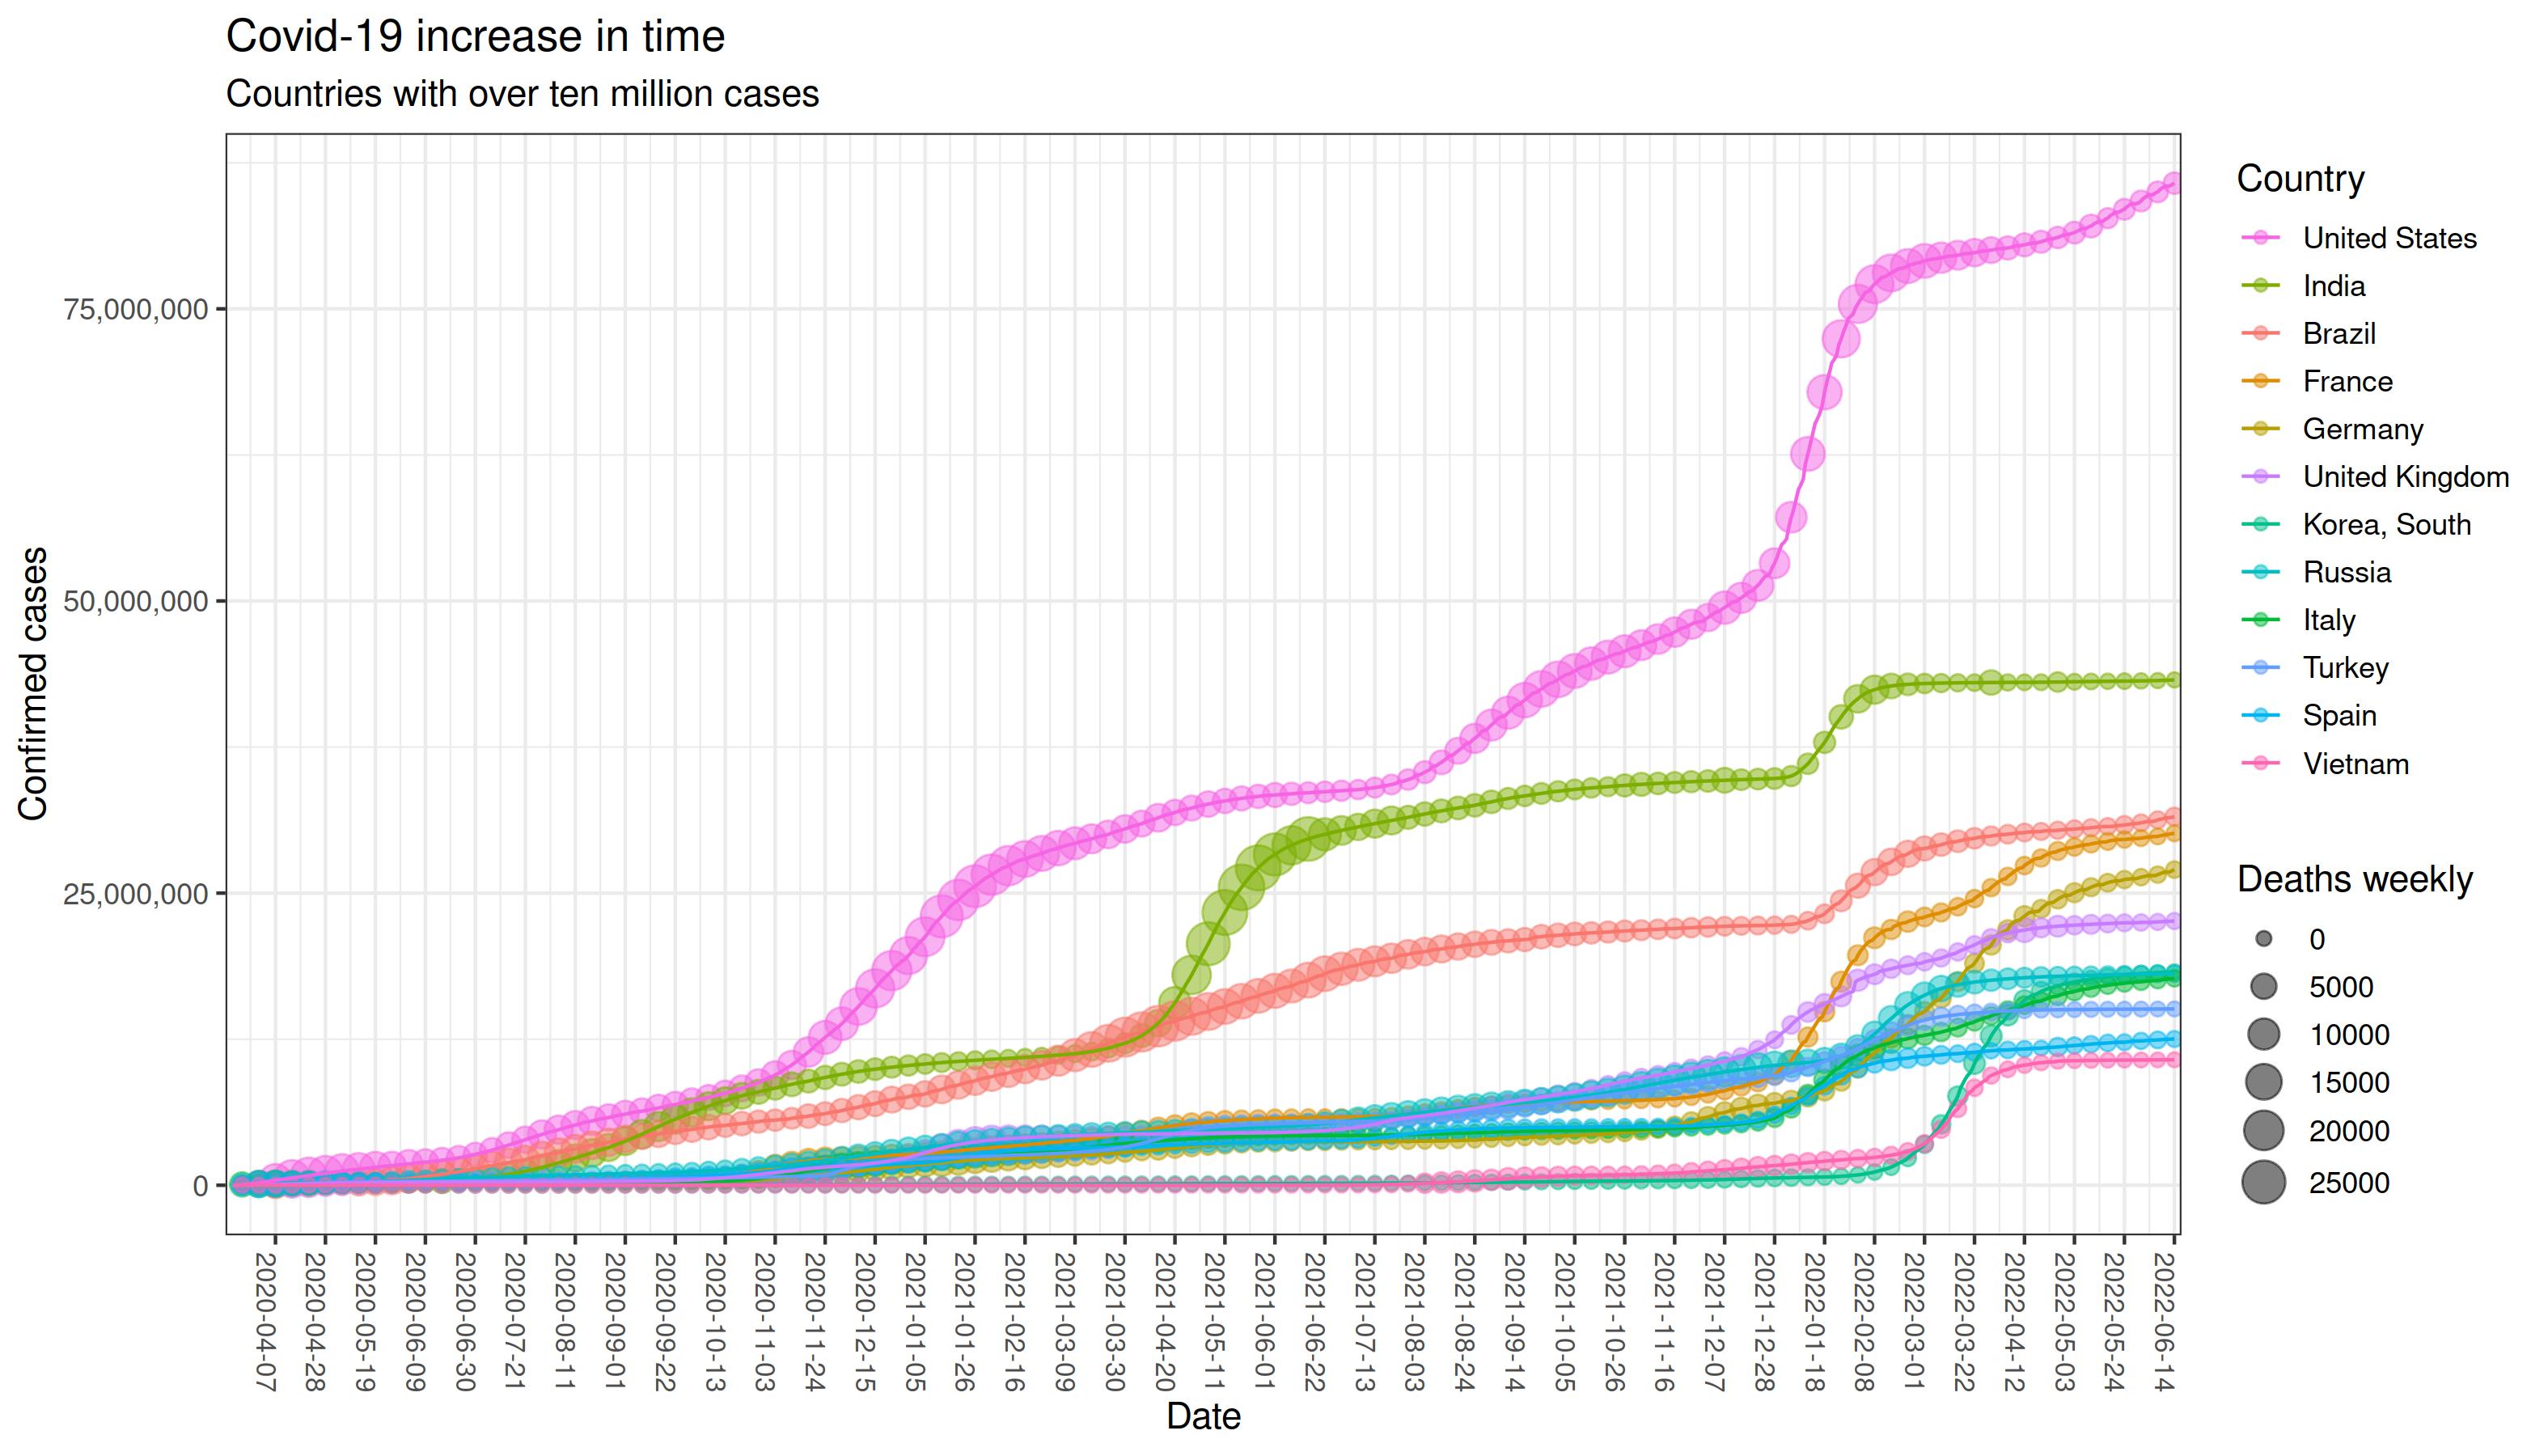 Covid-19 increase in time
Countries with over ten million cases
Confirmed cases
75,000,000
50,000,000
25,000,000
0
2020-04-07
2020-04-28
2020-05-19
2020-06-09
2020-06-30
2020-07-21
2020-08-11
2020-09-01
2020-09-22
2020-10-13
2020-11-03
2020-11-24
2020-12-15
2021-01-05
2021-01-26
2021-02-16
2021-03-09
2021-03-30
2021-04-20
2021-05-11
2021-06-01
2021-06-22
2021-07-13
2021-08-03
2021-08-24
2021-09-14
2021-10-05
2021-10-26
2021-11-16
2021-12-07
2021-12-28
2022-01-18
2022-02-08
2022-03-01
2022-03-22
2022-04-12
2022-05-03
2022-05-24
2022-06-14
Date
Country
United States
India
Brazil
France
Germany
United Kingdom
Korea, South
Russia
Italy
Turkey
Spain
Vietnam
Deaths weekly
0
5000
10000
15000
20000
25000